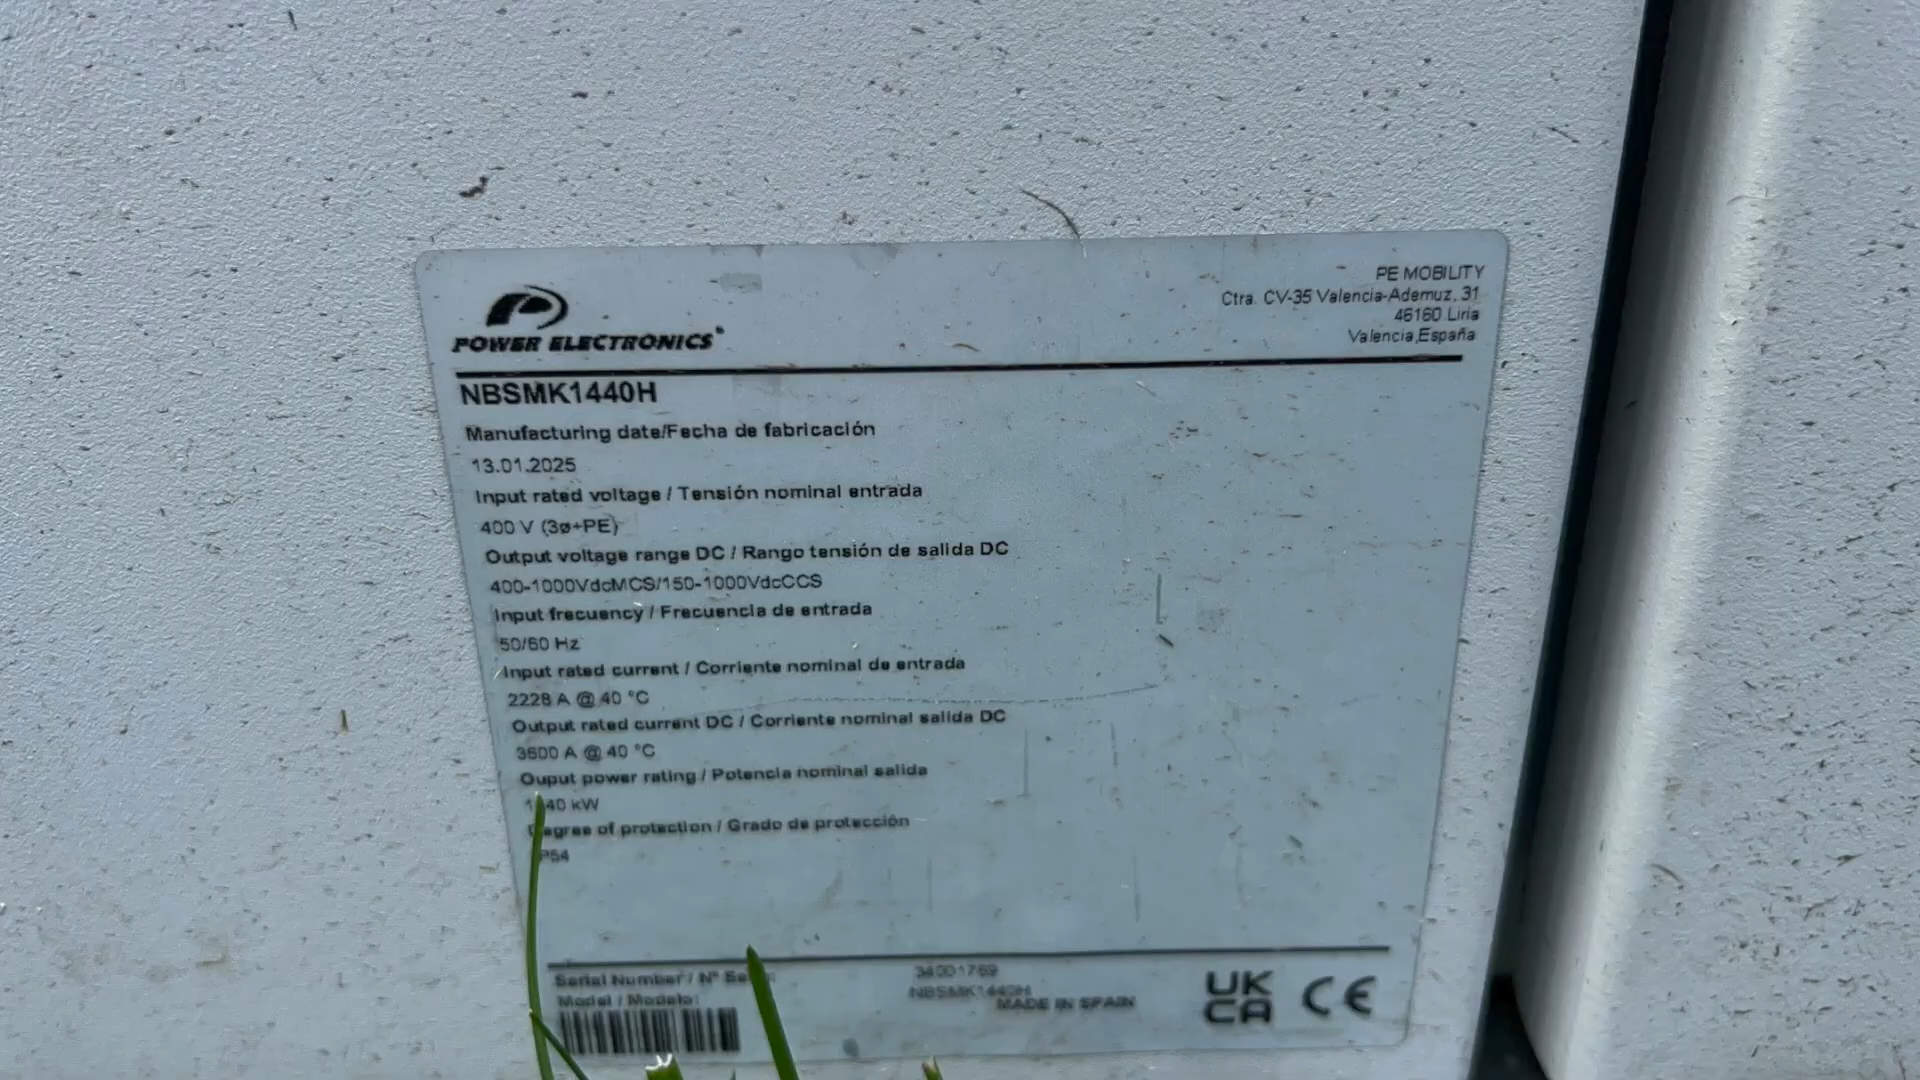 POWER ELECTRONICS
PE MOBILITY
Ctra. CV-35 Valencia-Ademuz, 31
46160 Liria
Valencia,España
NBSMK1440H
Manufacturing date/Fecha de fabricación
13.01.2025
Input rated voltage / Tensión nominal entrada
400 V (3ø+PE)
Output voltage range DC / Rango tensión de salida DC
400-1000VdcMCS/150-1000VdcCCS
Input frecuency / Frecuencia de entrada
50/60 Hz
Input rated current / Corriente nominal de entrada
2228 A @ 40 °C
Output rated current DC / Corriente nominal salida DC
3600 A @ 40 °C
Ouput power rating / Potencia nominal salida
kW
Degree of protection / Grado de protección
IP54
Serial Number / Nº
34001769
Model / Modelo:
NBSMK1440H
MADE IN SPAIN
UK
CA
CE